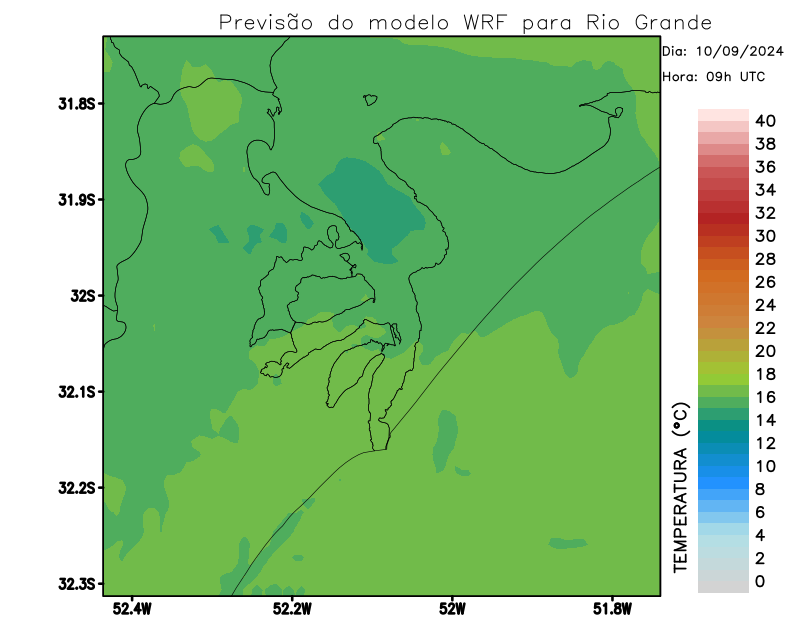 Previsão do modelo WRF para Rio Grande
Dia: 10/09/2024
Hora: 09h UTC
31.8S
31.9S
32S
32.1S
32.2S
32.3S
52.4W
52.2W
52W
51.8W
TEMPERATURA (°C)
40
38
36
34
32
30
28
26
24
22
20
18
16
14
12
10
8
6
4
2
0